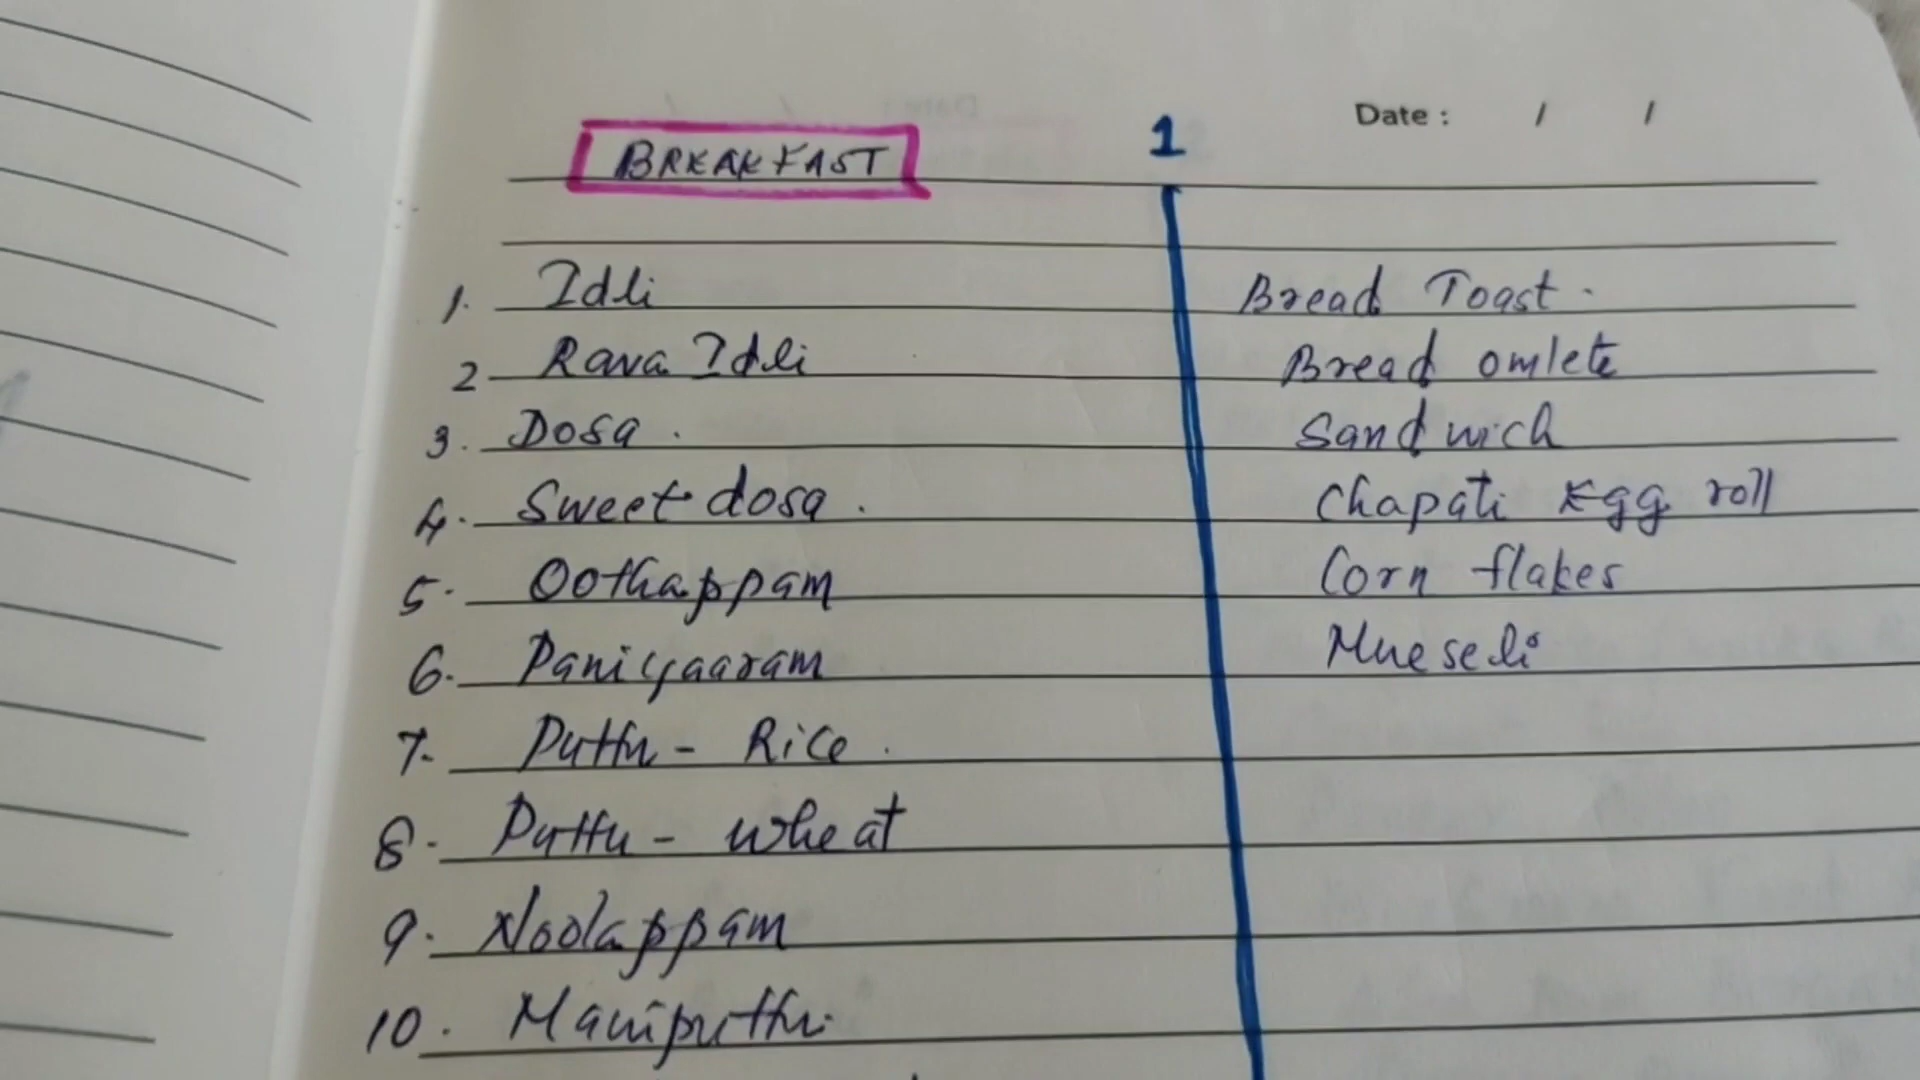 Date : / /
BREAKFAST
1
1. Idli
2 Rava Idli
3. Dosa.
4. Sweet dosa.
5. Oothappam
6. Paniyaaram
7. Puttu - Rice.
8. Puttu - wheat
9. Noolappam
10. Maniputtu.
Bread Toast.
Bread omlete
Sandwich
Chapati Egg roll
Corn flakes
Mueseli